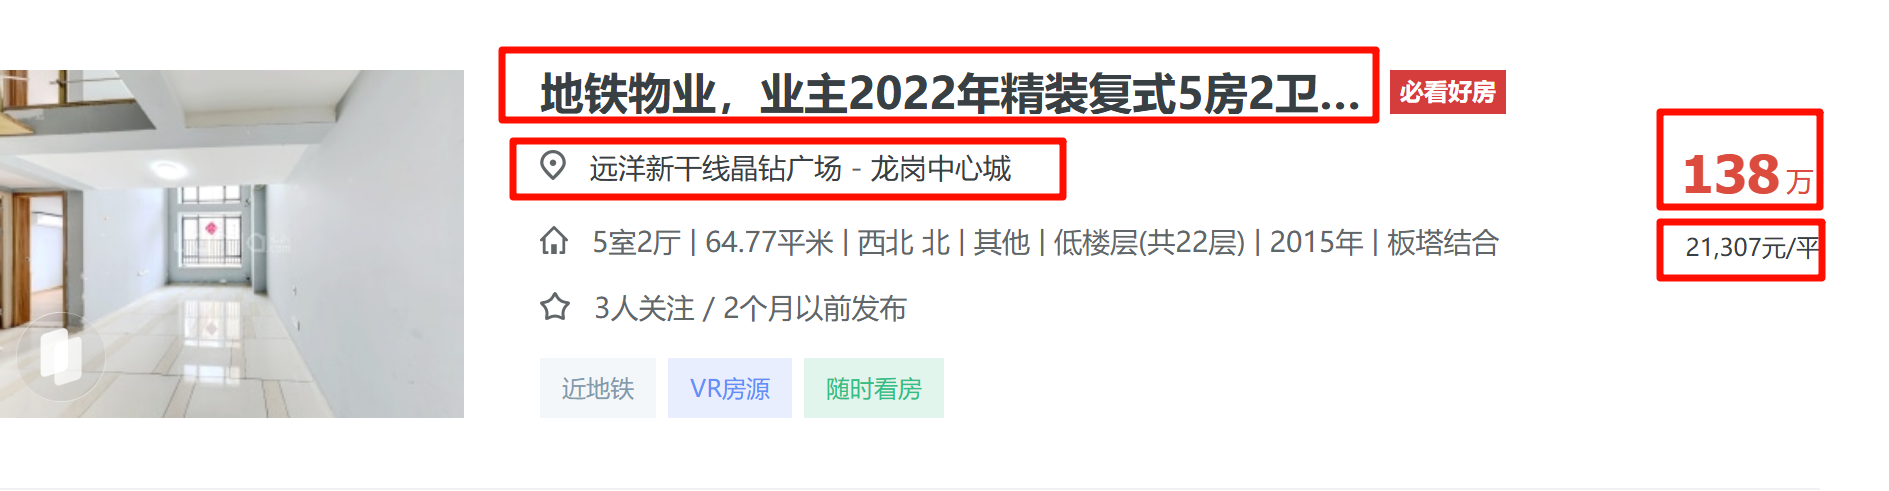 地铁物业，业主2022年精装复式5房2卫... 必看好房
远洋新干线晶钻广场 - 龙岗中心城
138万
5室2厅 | 64.77平米 | 西北 北 | 其他 | 低楼层(共22层) | 2015年 | 板塔结合
21,307元/平
3人关注 / 2个月以前发布
近地铁 VR房源 随时看房